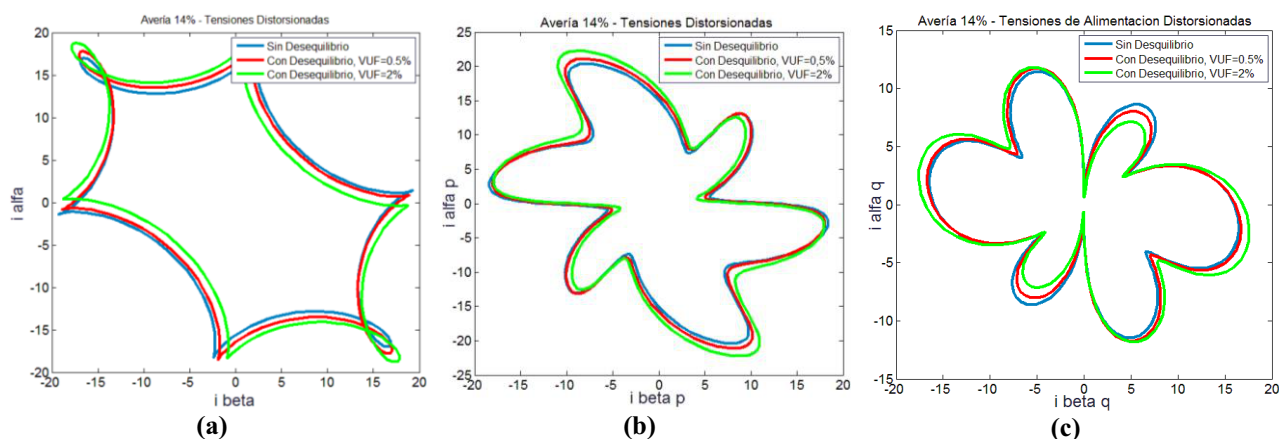 Avería 14% - Tensiones Distorsionadas
Sin Desequilibrio
Con Desequilibrio, VUF=0.5%
Con Desequilibrio, VUF=2%
20
15
10
5
0
-5
-10
-15
-20
i alfa
-20 -15 -10 -5 0 5 10 15 20
i beta
(a)
Avería 14% - Tensiones Distorsionadas
Sin Desequilibrio
Con Desequilibrio, VUF=0,5%
Con Desequilibrio, VUF=2%
25
20
15
10
5
0
-5
-10
-15
-20
-25
i alfa p
-20 -15 -10 -5 0 5 10 15 20
i beta p
(b)
Avería 14% - Tensiones de Alimentacion Distorsionadas
Sin Desquilibrio
Con Desequilibrio, VUF=0.5%
Con Desequilibrio, VUF=2%
15
10
5
0
-5
-10
-15
i alfa q
-20 -15 -10 -5 0 5 10 15 20
i beta q
(c)